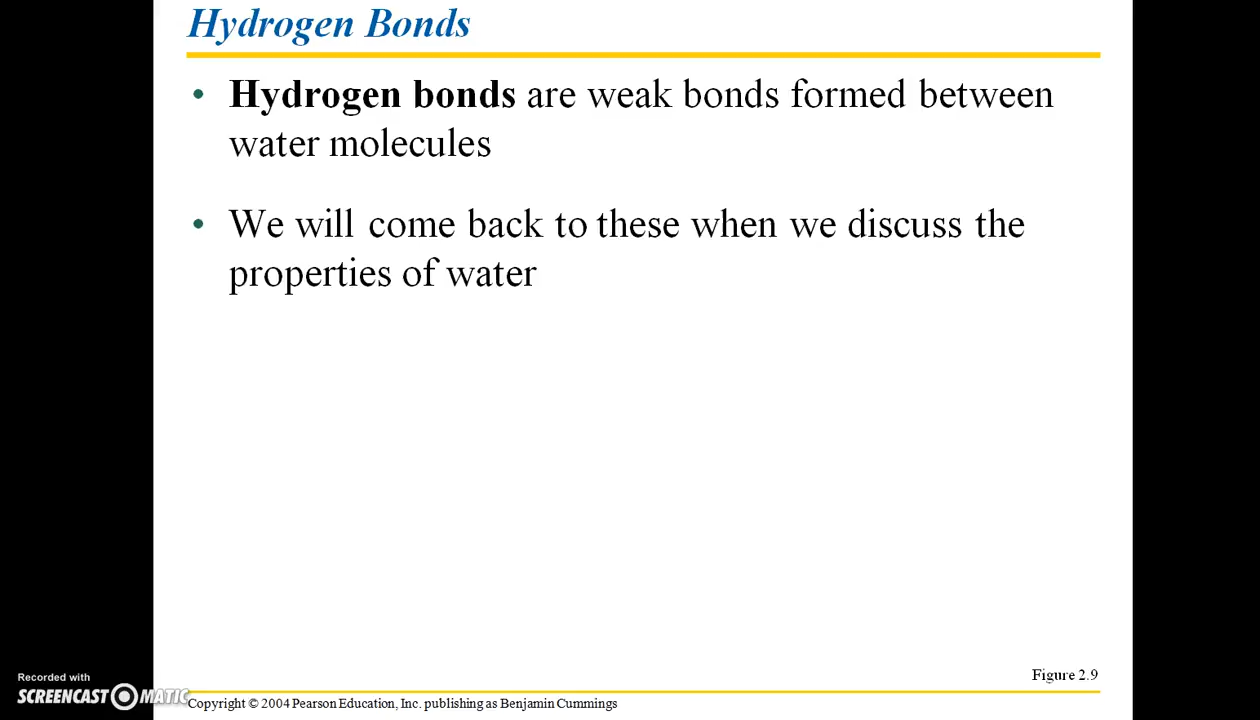 Hydrogen Bonds
• Hydrogen bonds are weak bonds formed between
water molecules
• We will come back to these when we discuss the
properties of water
Figure 2.9
Recorded with
SCREENCAST MATIC
Copyright © 2004 Pearson Education, Inc. publishing as Benjamin Cummings